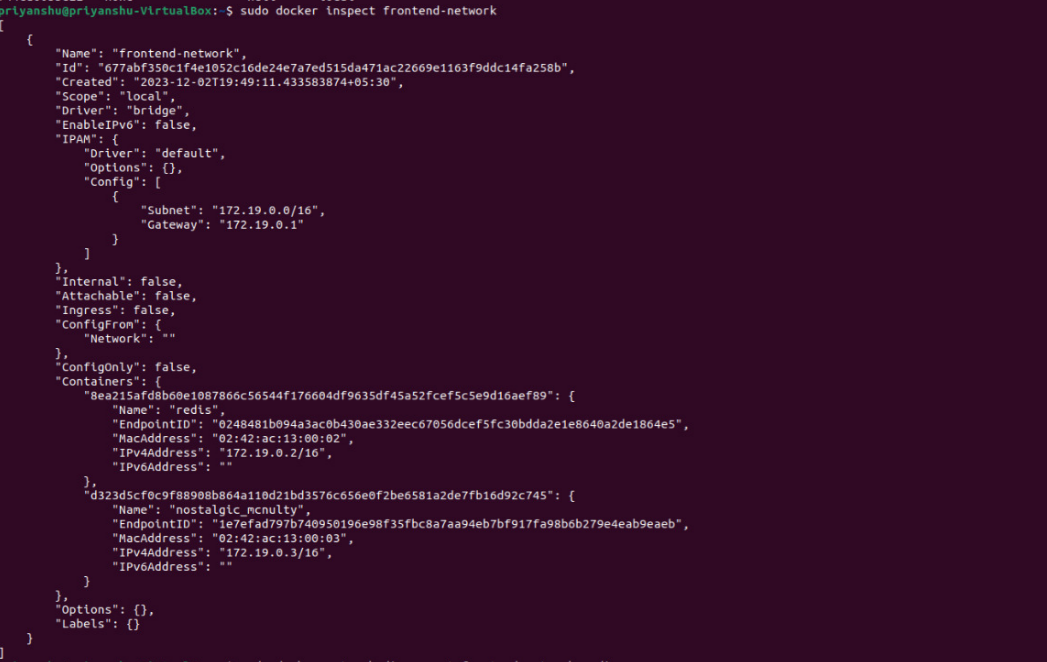 priyanshu@priyanshu-VirtualBox:~$ sudo docker inspect frontend-network
[
    {
        "Name": "frontend-network",
        "Id": "677abf350c1f4e1052c16de24e7a7ed515da471ac22669e1163f9ddc14fa258b",
        "Created": "2023-12-02T19:49:11.433583874+05:30",
        "Scope": "local",
        "Driver": "bridge",
        "EnableIPv6": false,
        "IPAM": {
            "Driver": "default",
            "Options": {},
            "Config": [
                {
                    "Subnet": "172.19.0.0/16",
                    "Gateway": "172.19.0.1"
                }
            ]
        },
        "Internal": false,
        "Attachable": false,
        "Ingress": false,
        "ConfigFrom": {
            "Network": ""
        },
        "ConfigOnly": false,
        "Containers": {
            "8ea215afd8b60e1087866c56544f176604df9635df45a52fcef5c5e9d16aef89": {
                "Name": "redis",
                "EndpointID": "0248481b094a3ac0b430ae332eec67056dcef5fc30bdda2e1e8640a2de1864e5",
                "MacAddress": "02:42:ac:13:00:02",
                "IPv4Address": "172.19.0.2/16",
                "IPv6Address": ""
            },
            "d323d5cf0c9f88908b864a110d21bd3576c656e0f2be6581a2de7fb16d92c745": {
                "Name": "nostalgic_mcnulty",
                "EndpointID": "1e7efad797b740950196e98f35fbc8a7aa94eb7bf917fa98b6b279e4eab9eaeb",
                "MacAddress": "02:42:ac:13:00:03",
                "IPv4Address": "172.19.0.3/16",
                "IPv6Address": ""
            }
        },
        "Options": {},
        "Labels": {}
    }
]